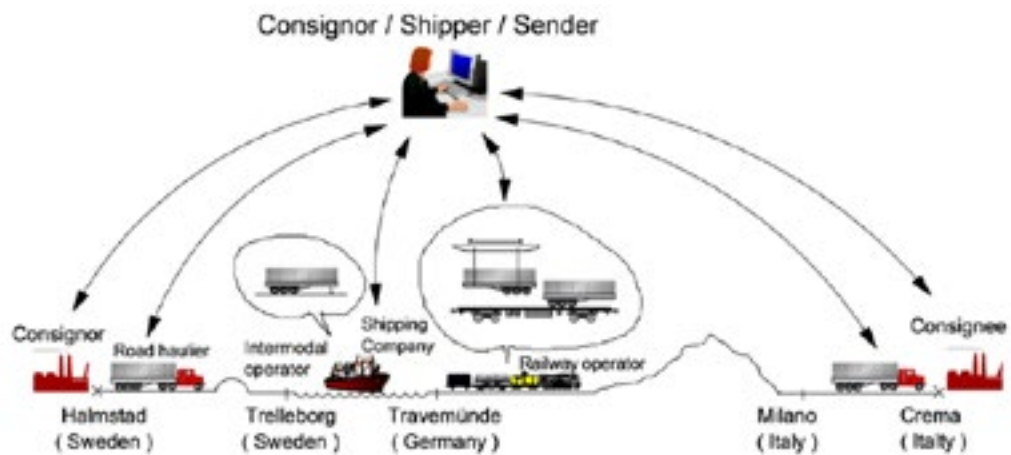 Consignor / Shipper / Sender
Consignor
Road haulier
Intermodal
operator
Shipping
Company
Railway operator
Consignee
Halmstad
( Sweden )
Trelleborg
( Sweden )
Travemünde
( Germany )
Milano
( Italy )
Crema
( Italty )